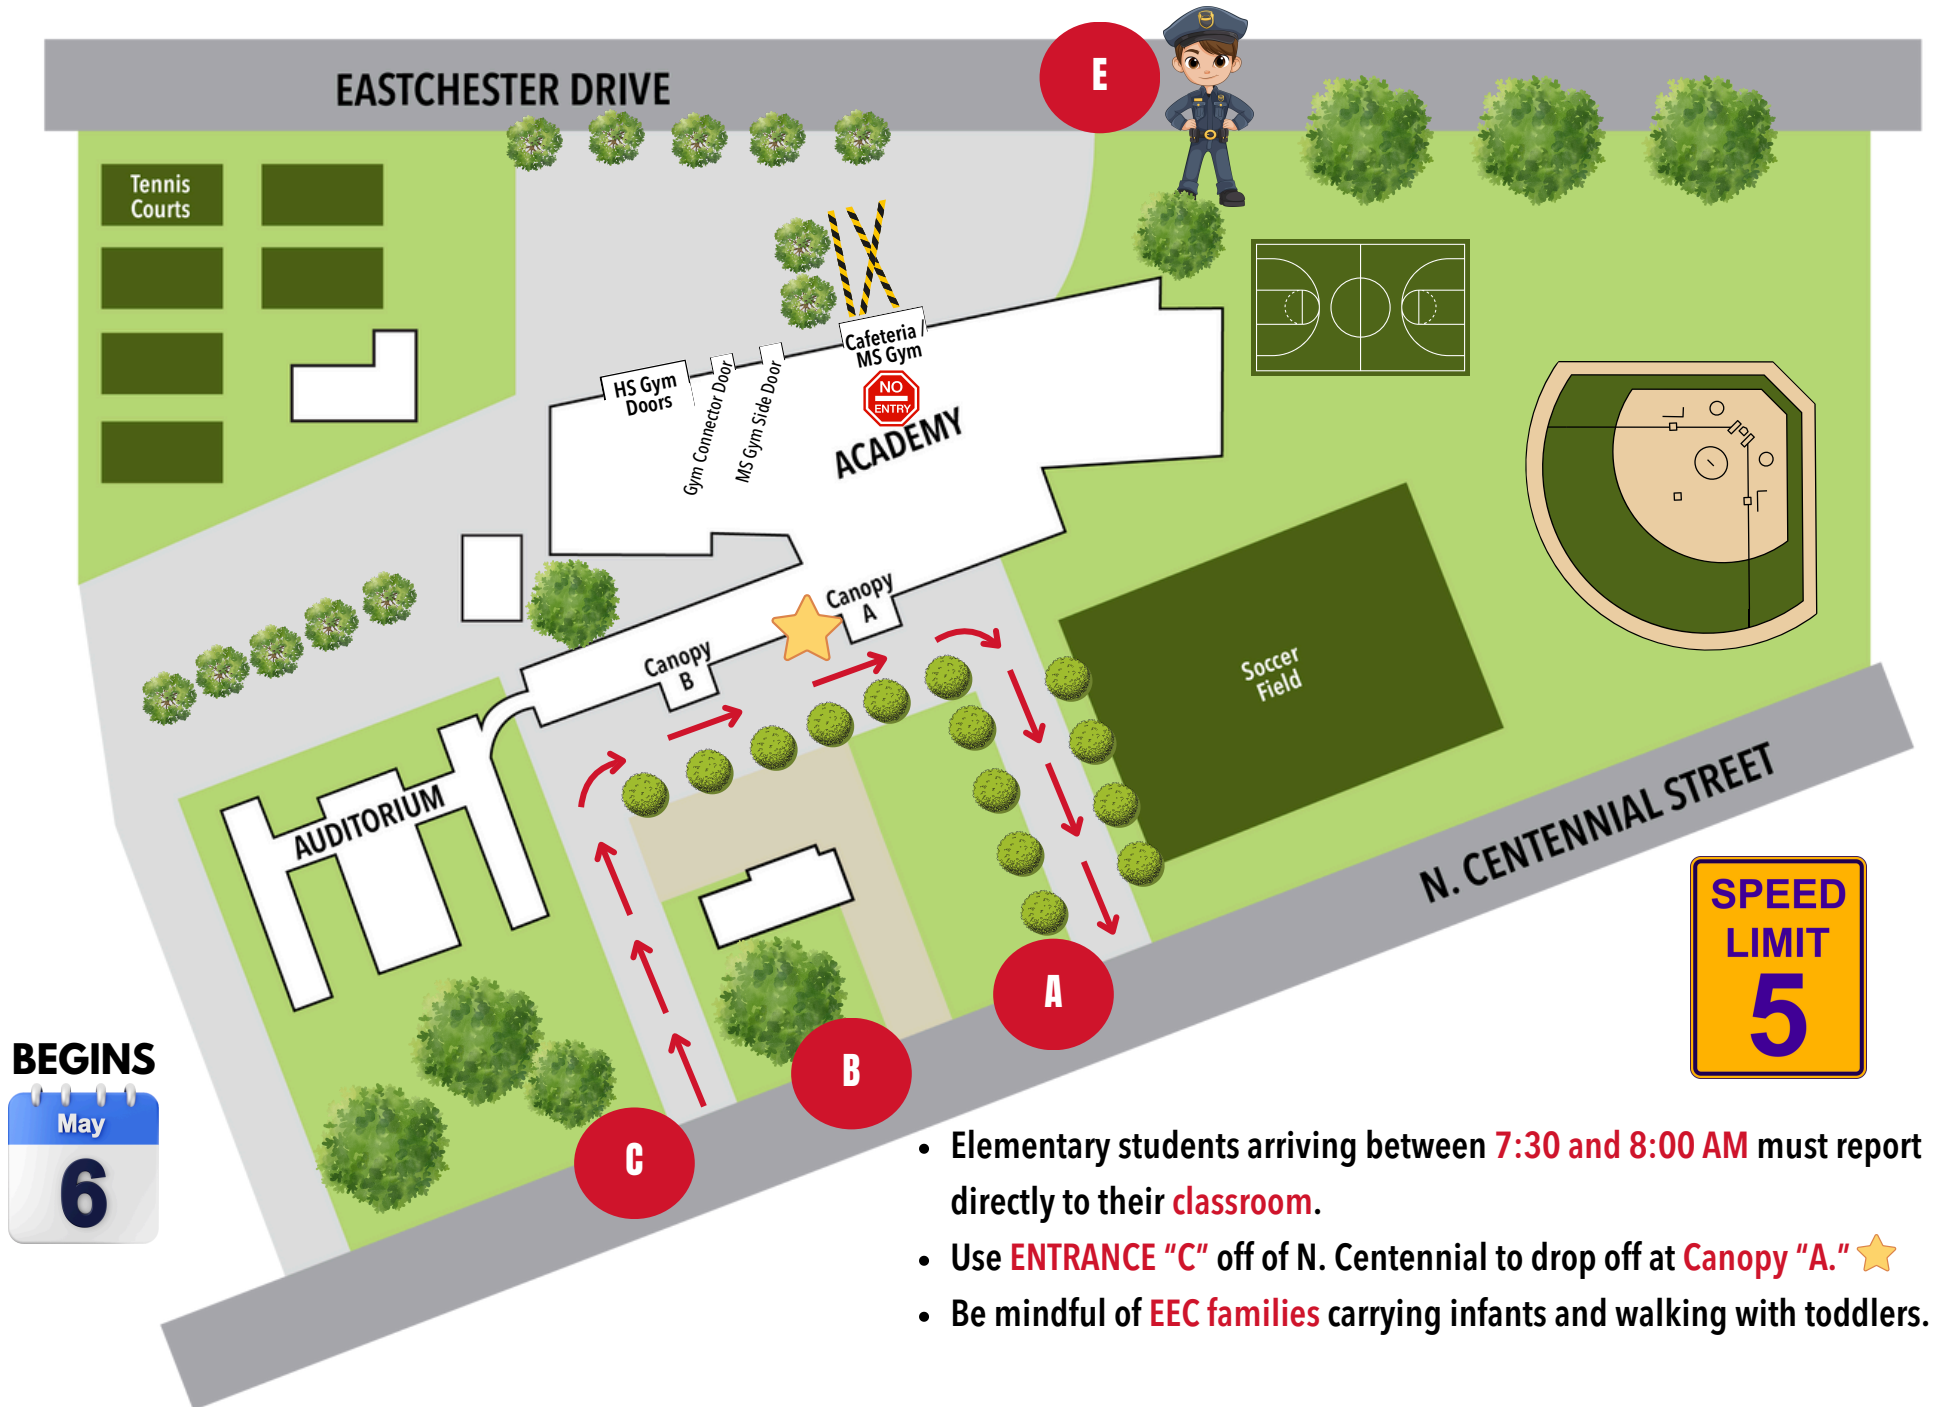 EASTCHESTER DRIVE
E
Tennis
Courts
Cafeteria /
MS Gym
HS Gym
Doors
Gym Connector Door
MS Gym Side Door
NO
ENTRY
ACADEMY
Canopy
A
Canopy
B
Soccer
Field
AUDITORIUM
N. CENTENNIAL STREET
SPEED
LIMIT
5
A
B
C
BEGINS
May
6
• Elementary students arriving between 7:30 and 8:00 AM must report
directly to their classroom.
• Use ENTRANCE “C” off of N. Centennial to drop off at Canopy “A.”
• Be mindful of EEC families carrying infants and walking with toddlers.